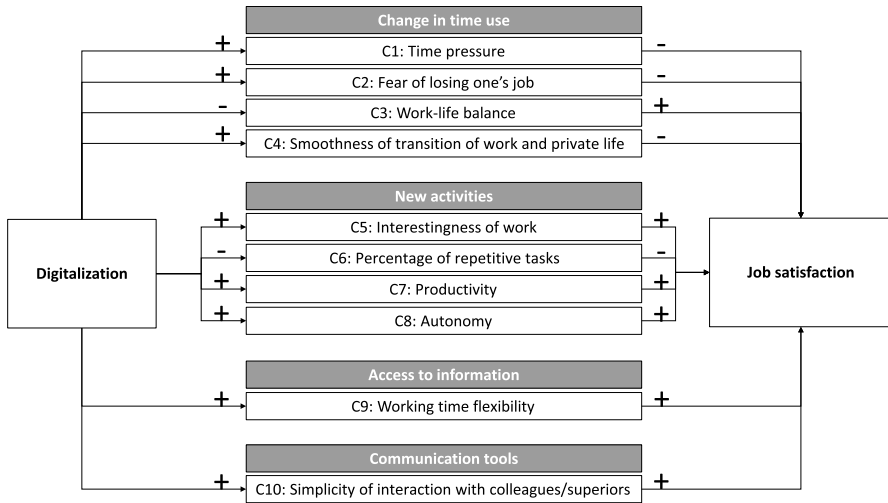 Change in time use
+ C1: Time pressure -
+ C2: Fear of losing one's job -
- C3: Work-life balance +
+ C4: Smoothness of transition of work and private life -
New activities
+ C5: Interestingness of work +
- C6: Percentage of repetitive tasks -
Digitalization
Job satisfaction
+ C7: Productivity +
+ C8: Autonomy +
Access to information
+ C9: Working time flexibility +
Communication tools
+ C10: Simplicity of interaction with colleagues/superiors +